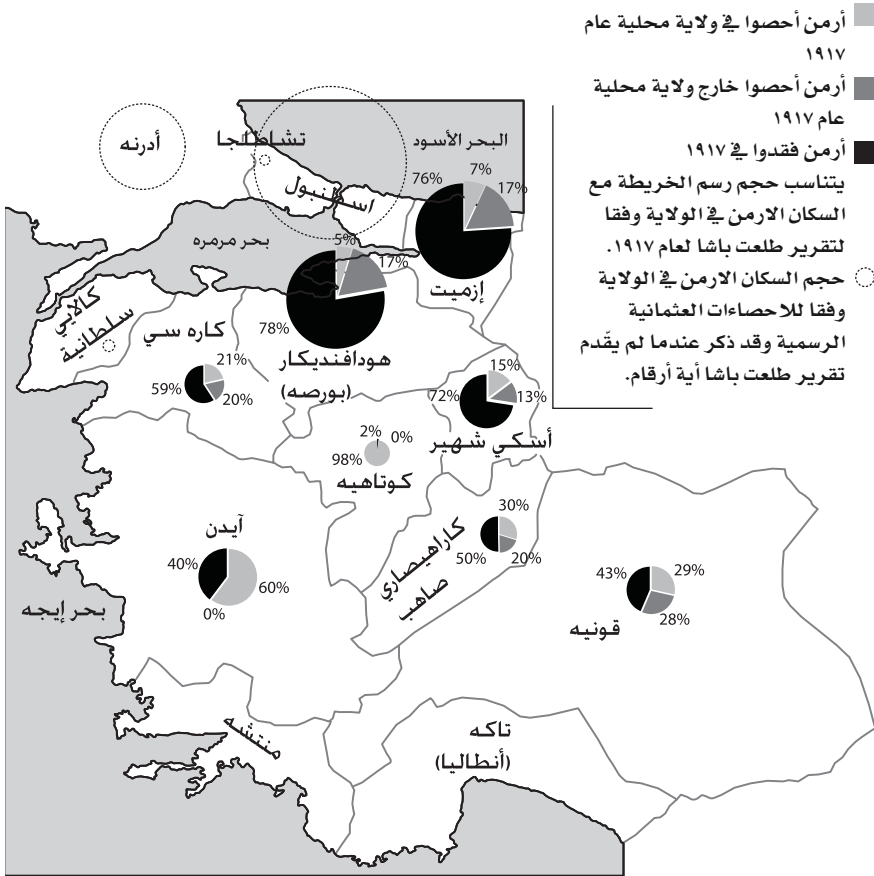 أرمن أحصوا في ولاية محلية عام
١٩١٧
أرمن أحصوا خارج ولاية محلية
عام ١٩١٧
أرمن فقدوا في ١٩١٧
يتناسب حجم رسم الخريطة مع
السكان الارمن في الولاية وفقا
لتقرير طلعت باشا لعام ١٩١٧.
حجم السكان الارمن في الولاية
وفقا للاحصاءات العثمانية
الرسمية وقد ذكر عندما لم يقّدم
تقرير طلعت باشا أية أرقام.
أدرنه
تشاطلجا
البحر الأسود
اسطنبول
76%
7%
17%
إزميت
بحر مرمره
5%
17%
78%
هودافنديكار
(بورصه)
كالايي
سلطانية
كاره سي
21%
59%
20%
15%
72%
13%
أسكي شهير
2%
0%
98%
كوتاهيه
آيدن
40%
60%
0%
كاراهيصاري
صاهب
30%
50%
20%
43%
29%
28%
قونيه
بحر إيجه
منتشه
تاكه
(أنطاليا)